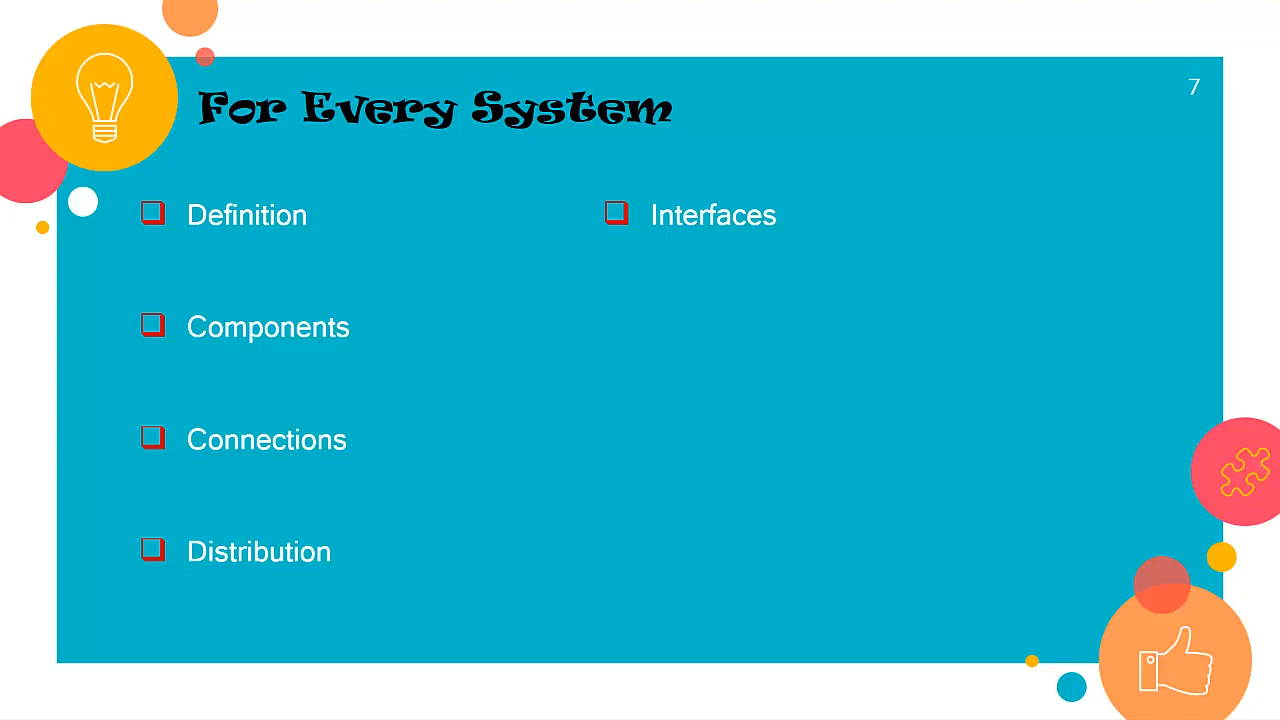 7
For Every System
Definition
Components
Connections
Distribution
Interfaces